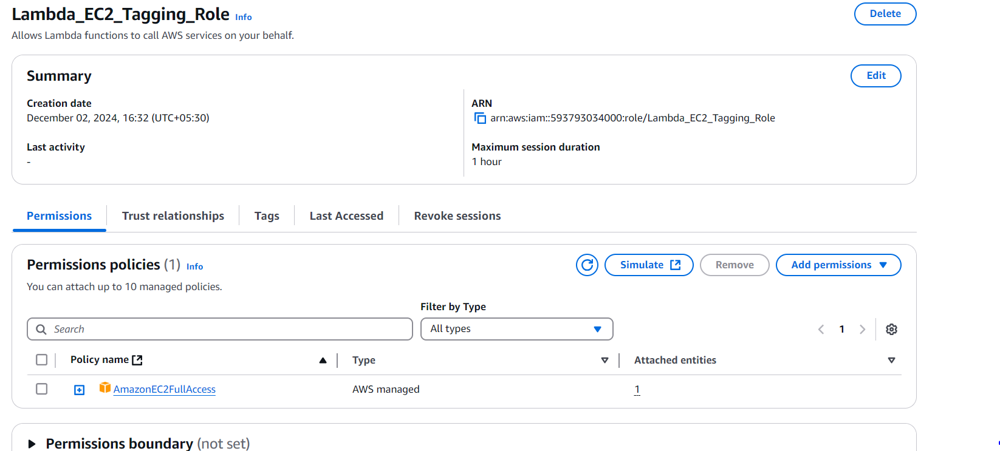 Lambda_EC2_Tagging_Role Info
Delete
Allows Lambda functions to call AWS services on your behalf.
Summary
Edit
Creation date
December 02, 2024, 16:32 (UTC+05:30)
ARN
arn:aws:iam::593793034000:role/Lambda_EC2_Tagging_Role
Last activity
-
Maximum session duration
1 hour
Permissions
Trust relationships
Tags
Last Accessed
Revoke sessions
Permissions policies (1) Info
Simulate
Remove
Add permissions
You can attach up to 10 managed policies.
Filter by Type
Search
All types
1
Policy name
Type
Attached entities
AmazonEC2FullAccess
AWS managed
1
Permissions boundary (not set)